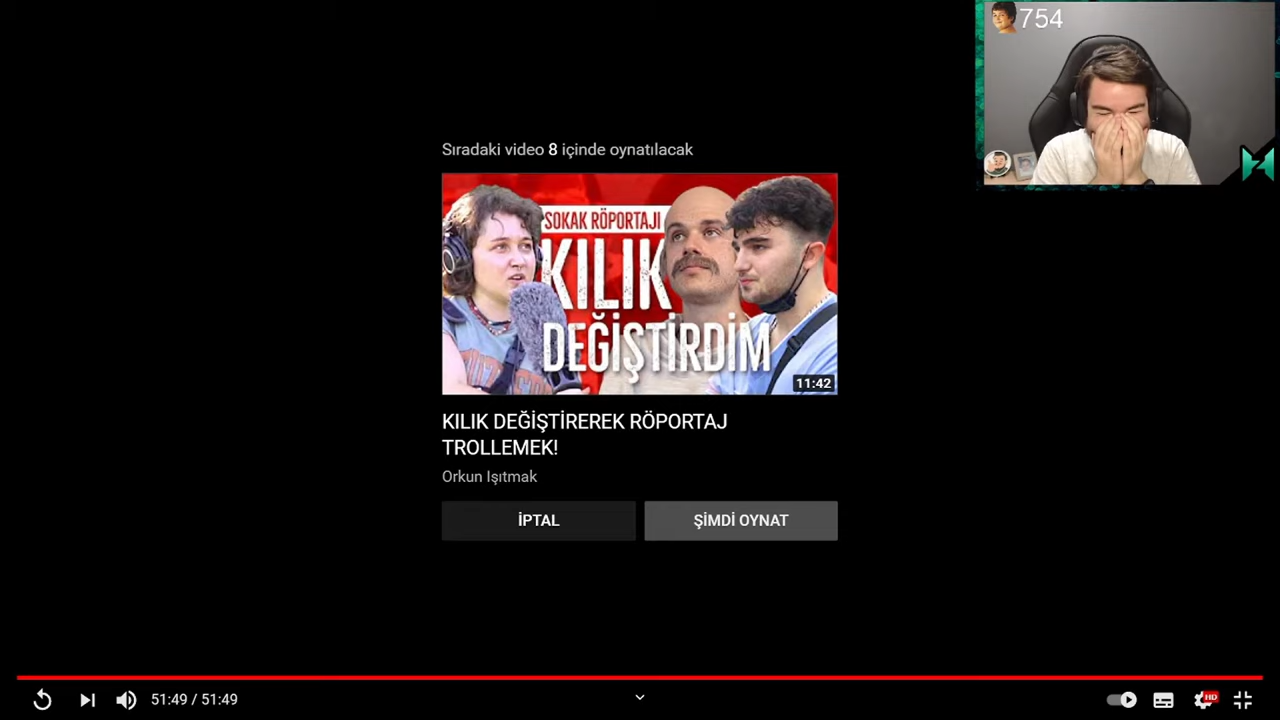 754
Sıradaki video 8 içinde oynatılacak
SOKAK RÖPORTAJI
KILIK
DEĞİŞTİRDİM
11:42
KILIK DEĞİŞTİREREK RÖPORTAJ
TROLLEMEK!
Orkun Işıtmak
İPTAL
ŞİMDİ OYNAT
51:49 / 51:49
HD